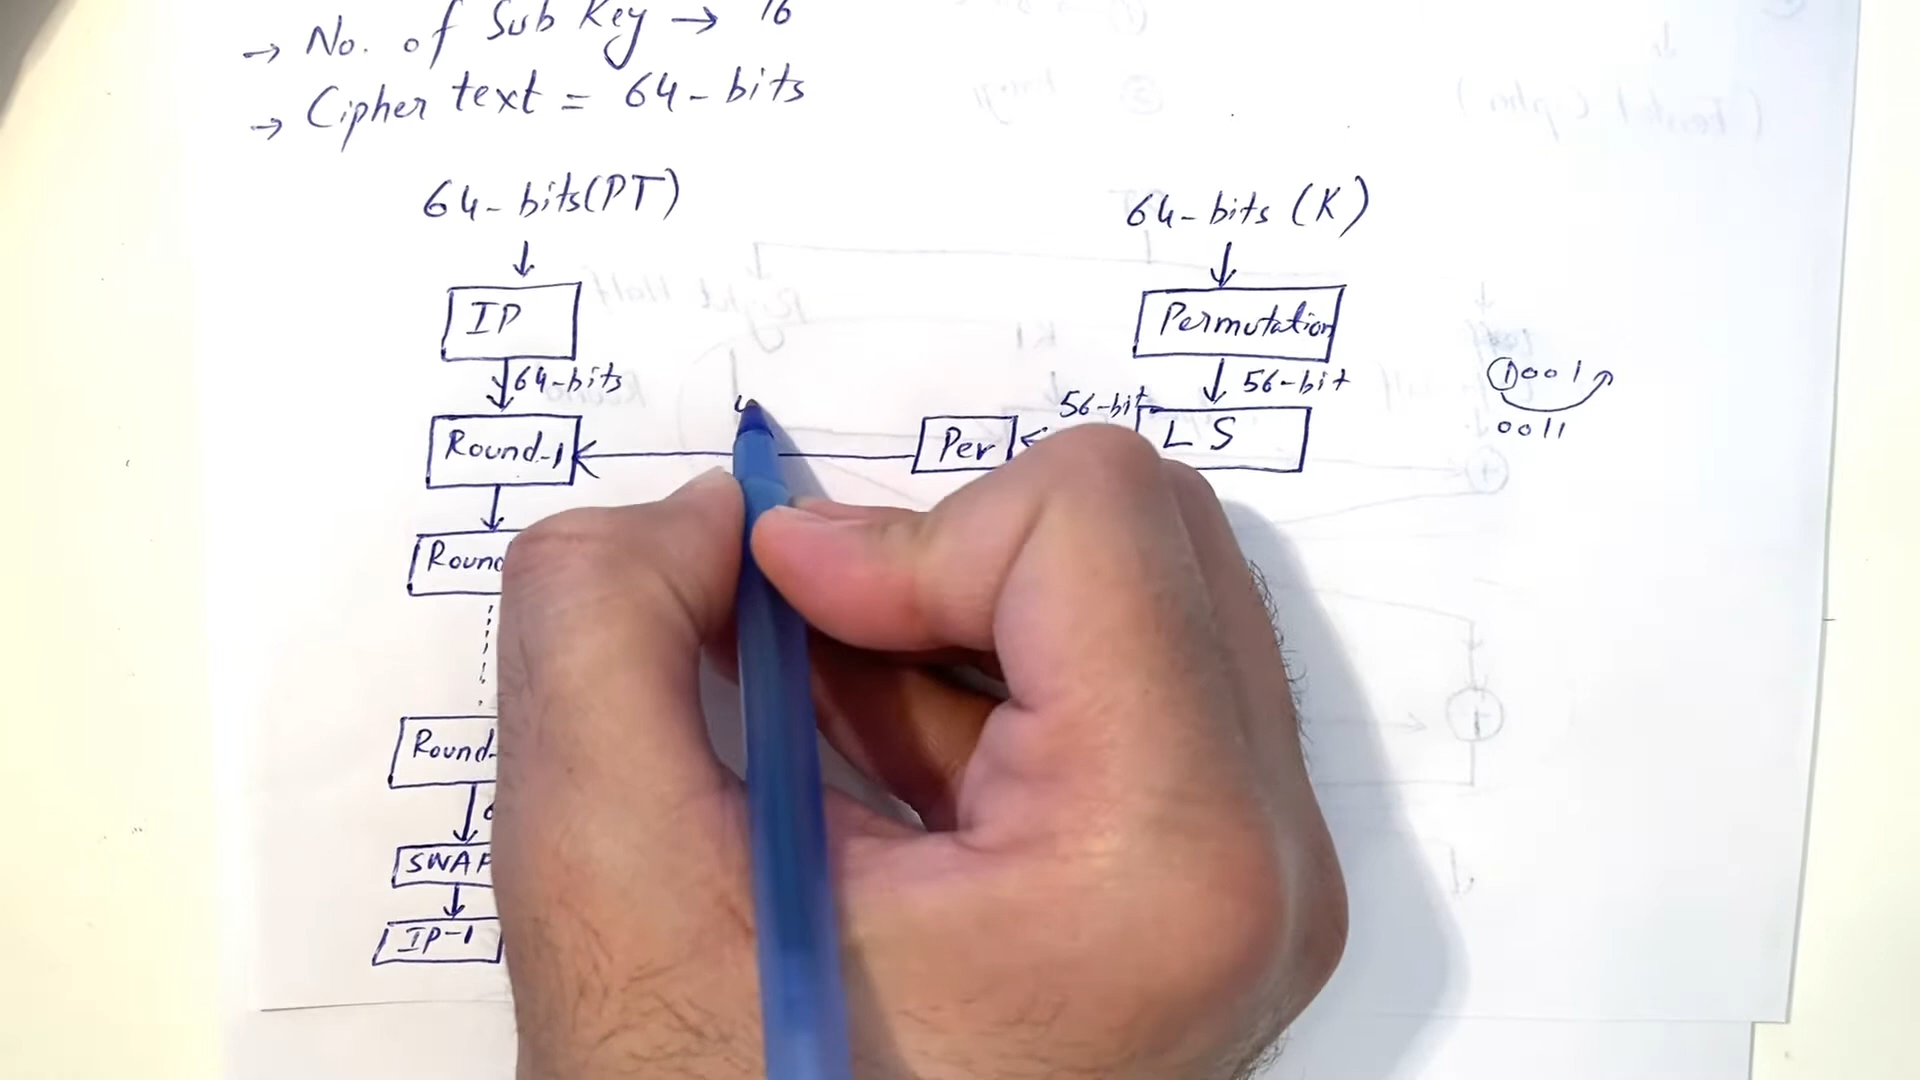 → No. of Sub Key → 16
→ Cipher text = 64-bits
64-bits(PT)
64-bits (K)
IP
Permutation
64-bits
56-bit
1001
0011
56-bit
Round-1
Per
LS
Round
Round-
SWAP
IP-1